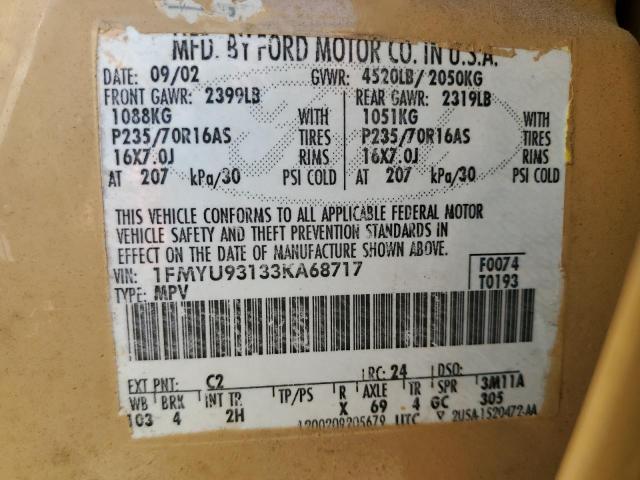 MFD. BY FORD MOTOR CO. IN U.S.A.
DATE: 09/02 GVWR: 4520LB/2050KG
FRONT GAWR: 2399LB REAR GAWR: 2319LB
1088KG WITH 1051KG WITH
P235/70R16AS TIRES P235/70R16AS TIRES
16X7.0J RIMS 16X7.0J RIMS
AT 207 kPa/30 PSI COLD AT 207 kPa/30 PSI COLD
THIS VEHICLE CONFORMS TO ALL APPLICABLE FEDERAL MOTOR
VEHICLE SAFETY AND THEFT PREVENTION STANDARDS IN
EFFECT ON THE DATE OF MANUFACTURE SHOWN ABOVE.
VIN: 1FMYU93133KA68717 F0074
TYPE: MPV T0193
EXT PNT: C2 RC: 24 DSO:
WB BRK INT TR TP/PS R AXLE TR SPR 3M11A
103 4 2H X 69 4 GC 305
1200209205679 UTC 2USA-1520472-AA